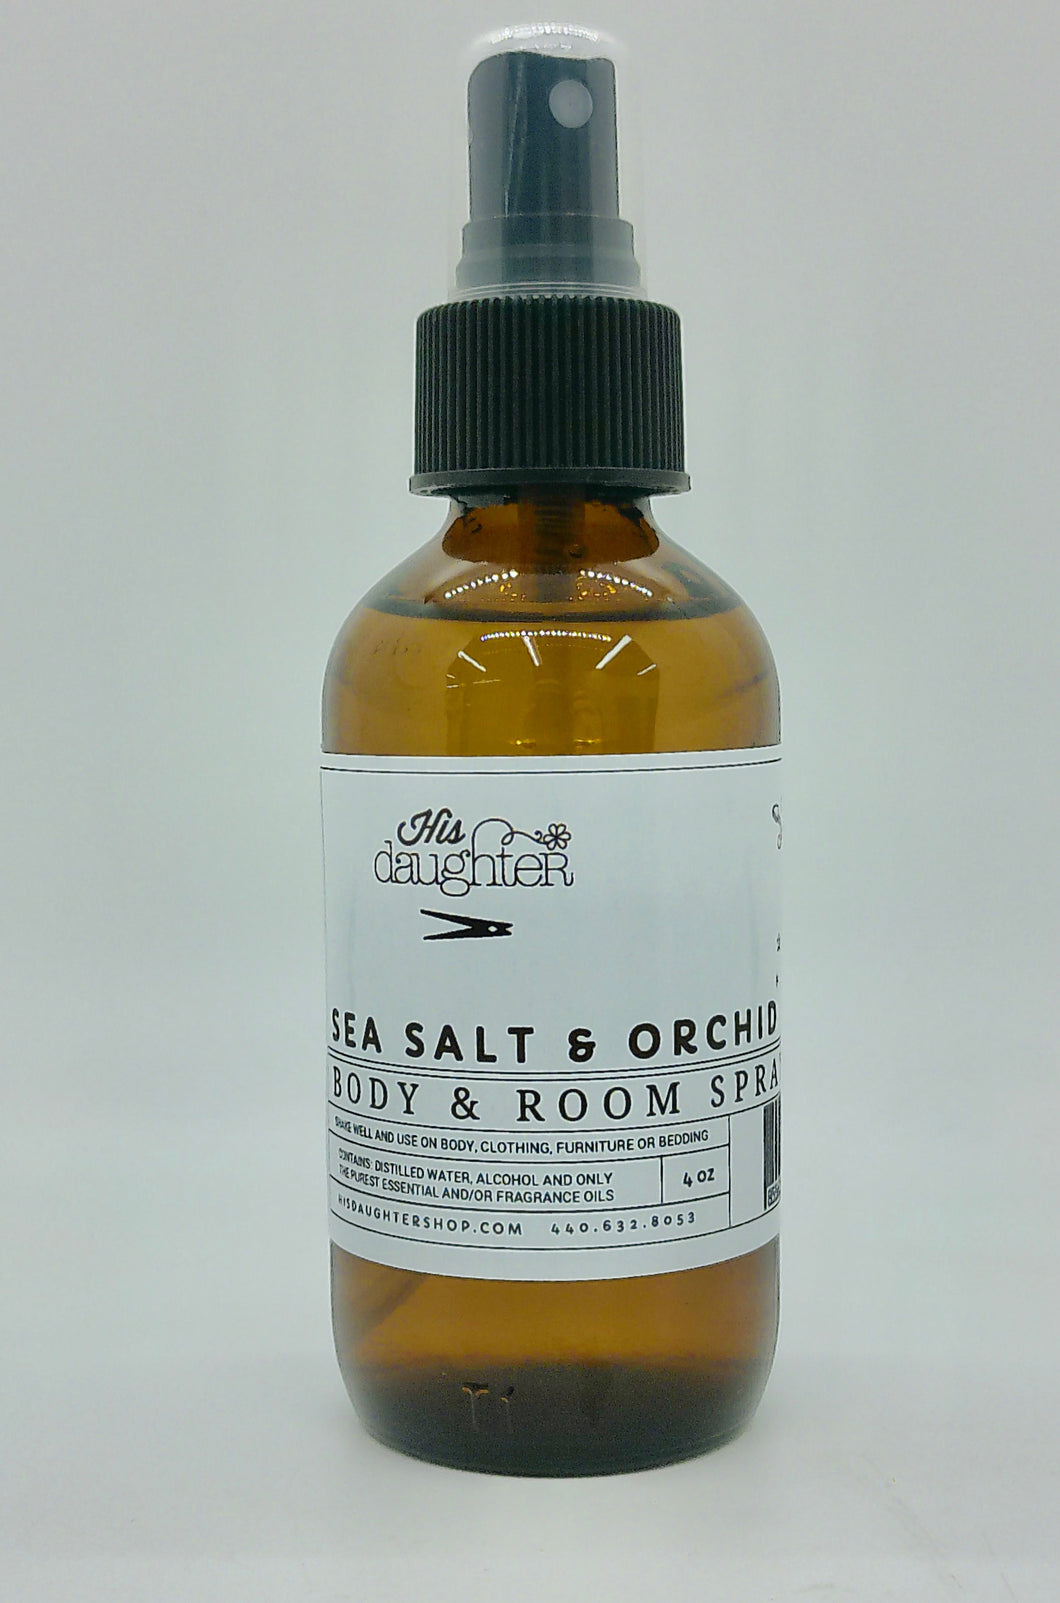 His
daughter
SEA SALT & ORCHID
BODY & ROOM SPRA
SHAKE WELL AND USE ON BODY, CLOTHING, FURNITURE OR BEDDING
CONTAINS: DISTILLED WATER, ALCOHOL AND ONLY
THE PUREST ESSENTIAL AND/OR FRAGRANCE OILS
4 OZ
HISDAUGHTERSHOP.COM 440.632.8053